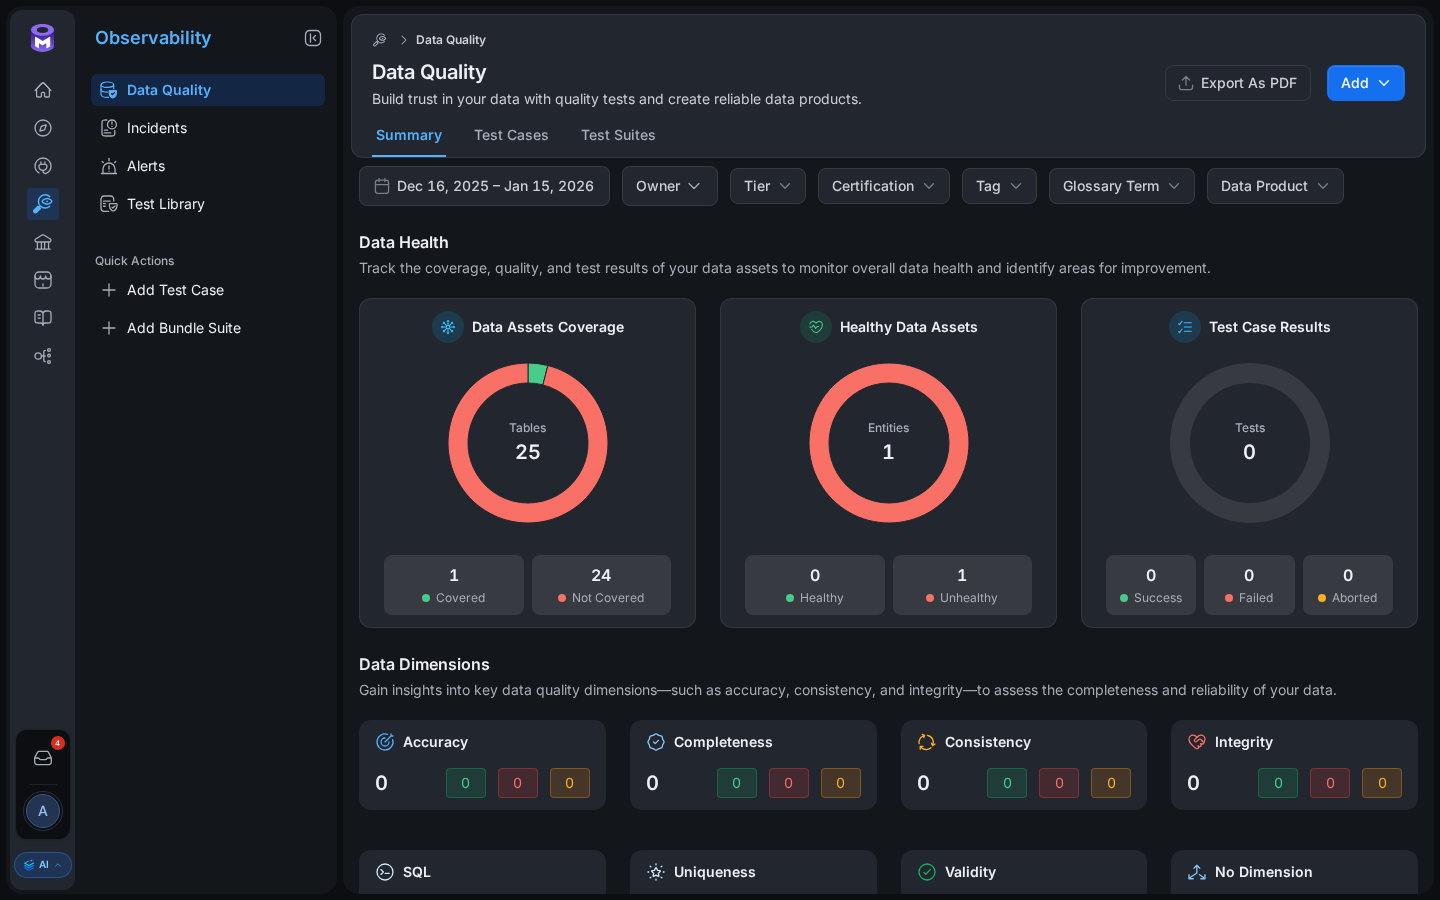 Observability
Data Quality
Incidents
Alerts
Test Library
Quick Actions
Add Test Case
Add Bundle Suite
4
A
AI
Data Quality
Data Quality
Build trust in your data with quality tests and create reliable data products.
Export As PDF
Add
Summary
Test Cases
Test Suites
Dec 16, 2025 – Jan 15, 2026
Owner
Tier
Certification
Tag
Glossary Term
Data Product
Data Health
Track the coverage, quality, and test results of your data assets to monitor overall data health and identify areas for improvement.
Data Assets Coverage
Tables
25
1
Covered
24
Not Covered
Healthy Data Assets
Entities
1
0
Healthy
1
Unhealthy
Test Case Results
Tests
0
0
Success
0
Failed
0
Aborted
Data Dimensions
Gain insights into key data quality dimensions—such as accuracy, consistency, and integrity—to assess the completeness and reliability of your data.
Accuracy
0 0 0 0
Completeness
0 0 0 0
Consistency
0 0 0 0
Integrity
0 0 0 0
SQL
Uniqueness
Validity
No Dimension